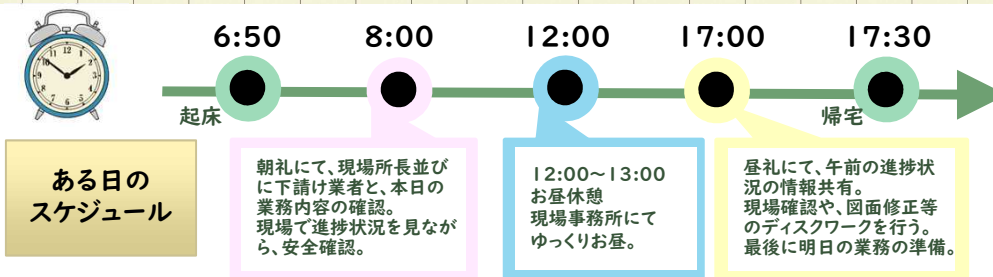 6:50
8:00
12:00
17:00
17:30
起床
帰宅
ある日の
スケジュール
朝礼にて、現場所長並び
に下請け業者と、本日の
業務内容の確認。
現場で進捗状況を見なが
ら、安全確認。
12:00~13:00
お昼休憩
現場事務所にて
ゆっくりお昼。
昼礼にて、午前の進捗状
況の情報共有。
現場確認や、図面修正等
のディスクワークを行う。
最後に明日の業務の準備。